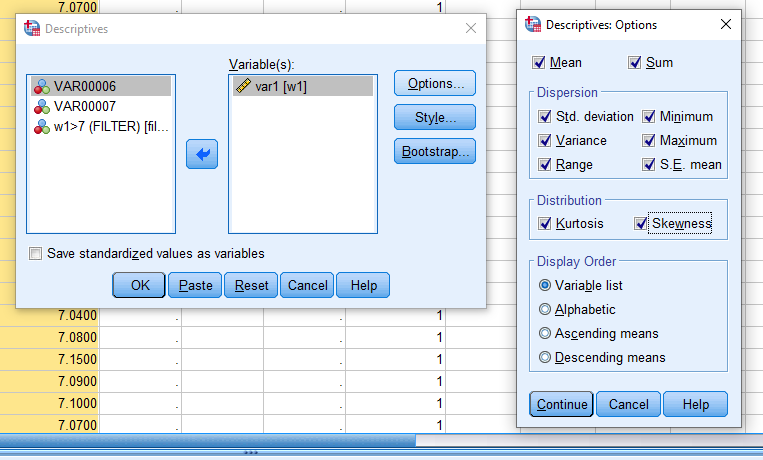 7.0700 . . . 1
Descriptives
Variable(s):
VAR00006
VAR00007
w1>7 (FILTER) [fil...
var1 [w1]
Options...
Style...
Bootstrap...
Save standardized values as variables
OK Paste Reset Cancel Help
7.0400 . . . 1
7.0800 . . . 1
7.1500 . . . 1
7.0900 . . . 1
7.1000 . . . 1
7.0700 . . . 1
Descriptives: Options
Mean Sum
Dispersion
Std. deviation Minimum
Variance Maximum
Range S.E. mean
Distribution
Kurtosis Skewness
Display Order
Variable list
Alphabetic
Ascending means
Descending means
Continue Cancel Help